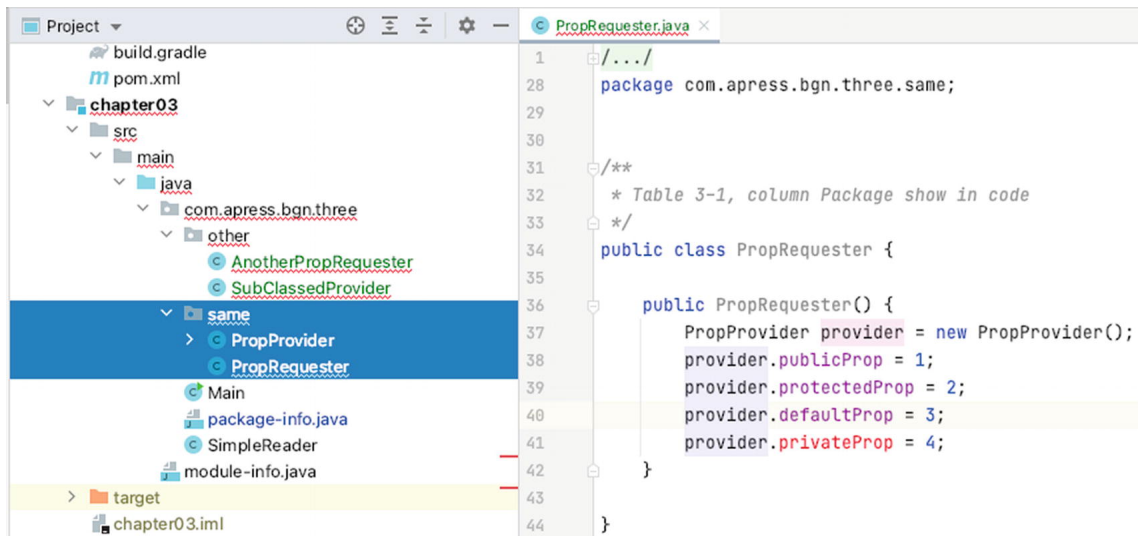 Project
build.gradle
pom.xml
chapter03
src
main
java
com.apress.bgn.three
other
AnotherPropRequester
SubClassedProvider
same
PropProvider
PropRequester
Main
package-info.java
SimpleReader
module-info.java
target
chapter03.iml
PropRequester.java
1 /.../
28 package com.apress.bgn.three.same;
29
30
31 /**
32 * Table 3-1, column Package show in code
33 */
34 public class PropRequester {
35
36 public PropRequester() {
37 PropProvider provider = new PropProvider();
38 provider.publicProp = 1;
39 provider.protectedProp = 2;
40 provider.defaultProp = 3;
41 provider.privateProp = 4;
42 }
43
44 }